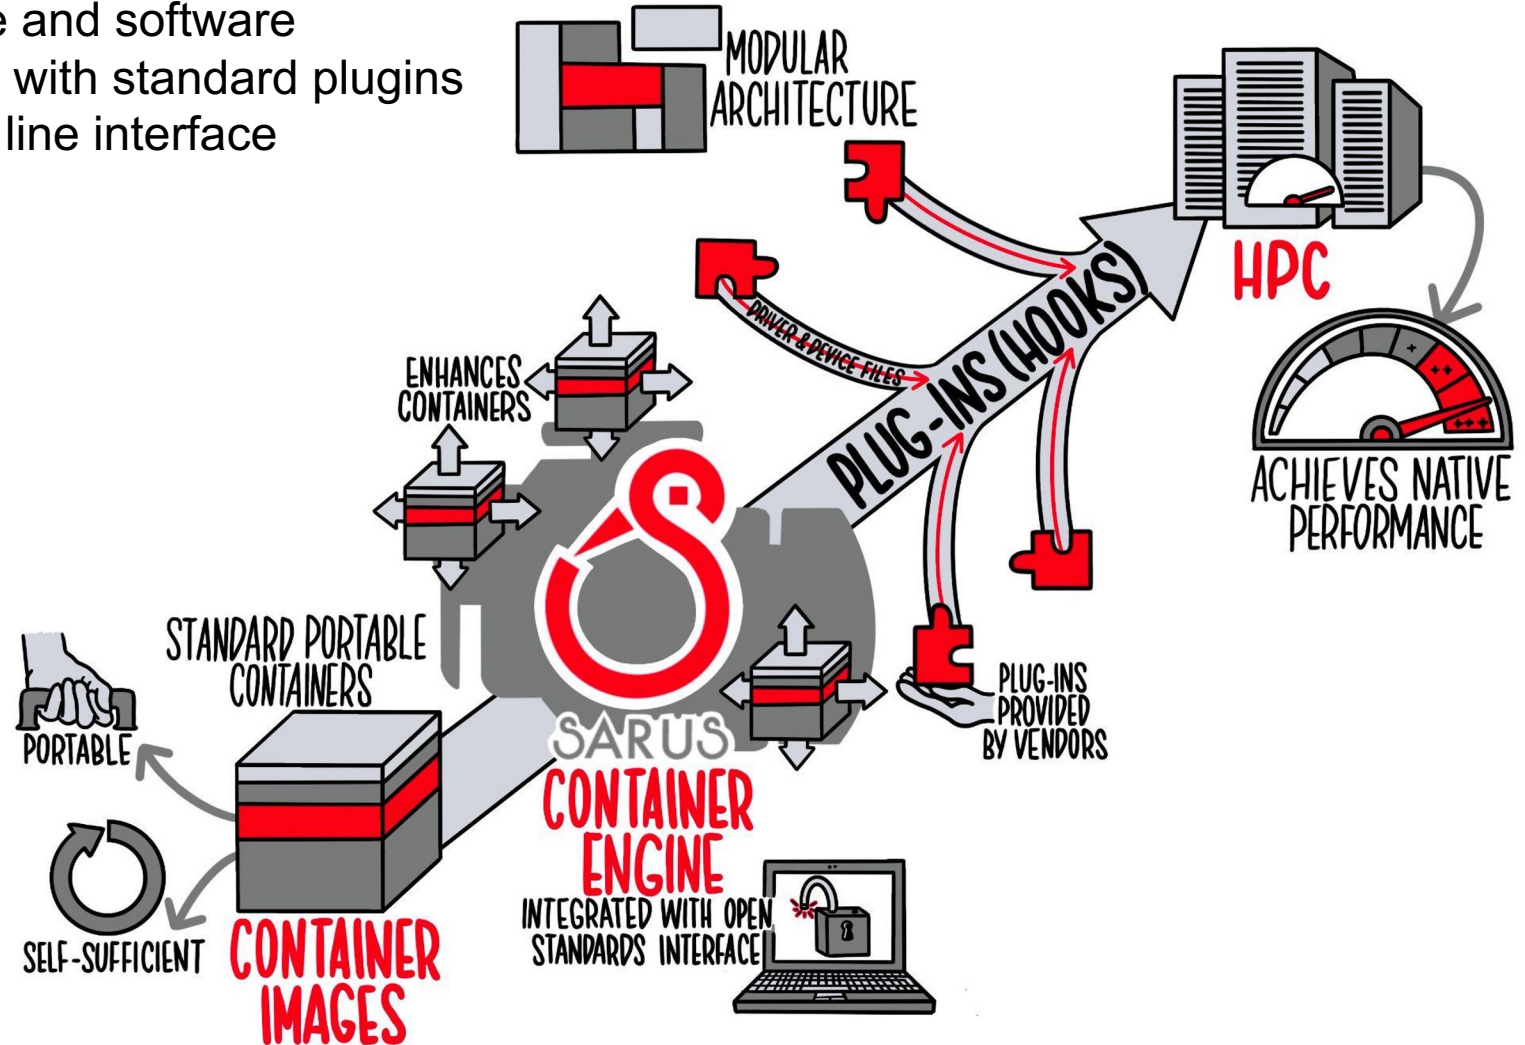 e and software
with standard plugins
line interface
MODULAR
ARCHITECTURE
HPC
DRIVER & DEVICE FILES
PLUG-INS (HOOKS)
ENHANCES
CONTAINERS
+
++
+++
ACHIEVES NATIVE
PERFORMANCE
STANDARD PORTABLE
CONTAINERS
PORTABLE
SELF-SUFFICIENT
CONTAINER
IMAGES
SARUS
CONTAINER
ENGINE
INTEGRATED WITH OPEN
STANDARDS INTERFACE
PLUG-INS
PROVIDED
BY VENDORS